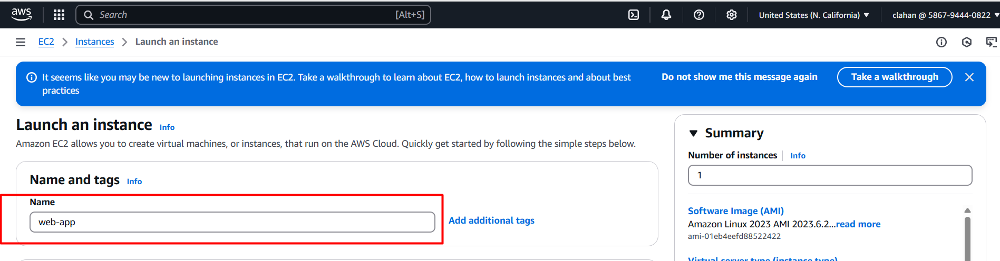 aws
Search [Alt+S]
United States (N. California)
clahan @ 5867-9444-0822
EC2 Instances Launch an instance
It seeems like you may be new to launching instances in EC2. Take a walkthrough to learn about EC2, how to launch instances and about best
practices
Do not show me this message again
Take a walkthrough
Launch an instance Info
Amazon EC2 allows you to create virtual machines, or instances, that run on the AWS Cloud. Quickly get started by following the simple steps below.
Name and tags Info
Name
web-app
Add additional tags
Summary
Number of instances Info
1
Software Image (AMI)
Amazon Linux 2023 AMI 2023.6.2...read more
ami-01eb4eefd88522422
Virtual server type (instance type)